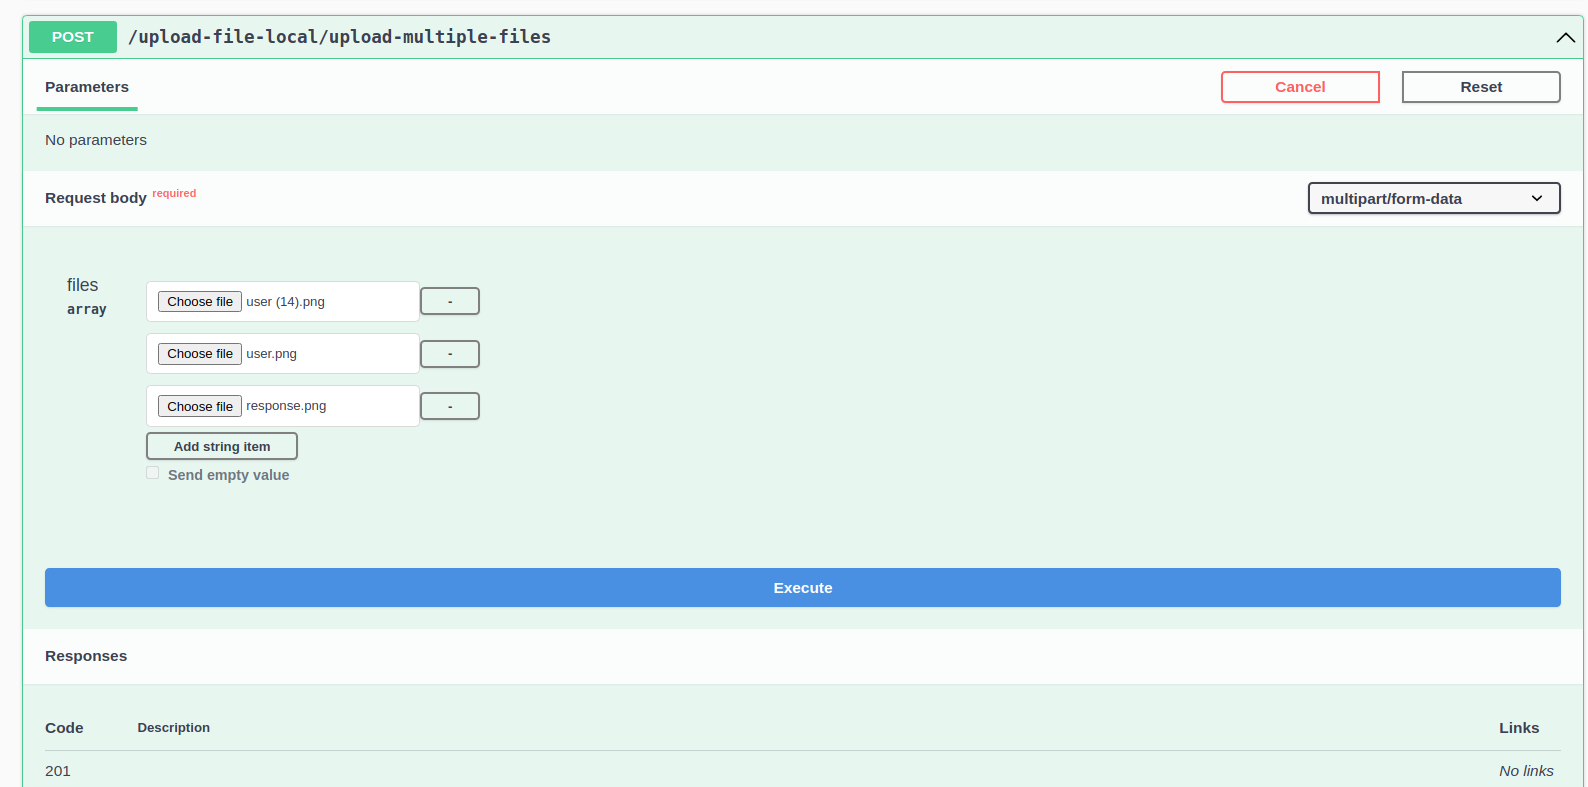 POST /upload-file-local/upload-multiple-files
Parameters Cancel Reset
No parameters
Request body required multipart/form-data
files
array
Choose file user (14).png -
Choose file user.png -
Choose file response.png -
Add string item
Send empty value
Execute
Responses
Code Description Links
201 No links